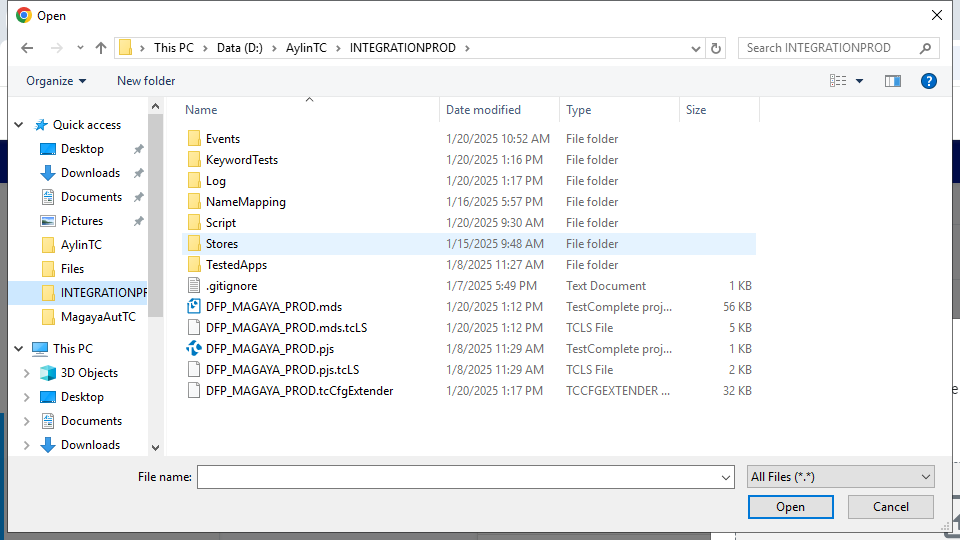 Open
This PC > Data (D:) > AylinTC > INTEGRATIONPROD >
Search INTEGRATIONPROD
Organize New folder
Quick access
Desktop
Downloads
Documents
Pictures
AylinTC
Files
INTEGRATIONPR
MagayaAutTC
This PC
3D Objects
Desktop
Documents
Downloads
Name Date modified Type Size
Events 1/20/2025 10:52 AM File folder
KeywordTests 1/20/2025 1:16 PM File folder
Log 1/20/2025 1:17 PM File folder
NameMapping 1/16/2025 5:57 PM File folder
Script 1/20/2025 9:30 AM File folder
Stores 1/15/2025 9:48 AM File folder
TestedApps 1/8/2025 11:27 AM File folder
.gitignore 1/7/2025 5:49 PM Text Document 1 KB
DFP_MAGAYA_PROD.mds 1/20/2025 1:12 PM TestComplete proj... 56 KB
DFP_MAGAYA_PROD.mds.tcLS 1/20/2025 1:12 PM TCLS File 5 KB
DFP_MAGAYA_PROD.pjs 1/8/2025 11:29 AM TestComplete proj... 1 KB
DFP_MAGAYA_PROD.pjs.tcLS 1/8/2025 11:29 AM TCLS File 2 KB
DFP_MAGAYA_PROD.tcCfgExtender 1/20/2025 1:17 PM TCCFGEXTENDER ... 32 KB
File name:
All Files (*.*)
Open Cancel